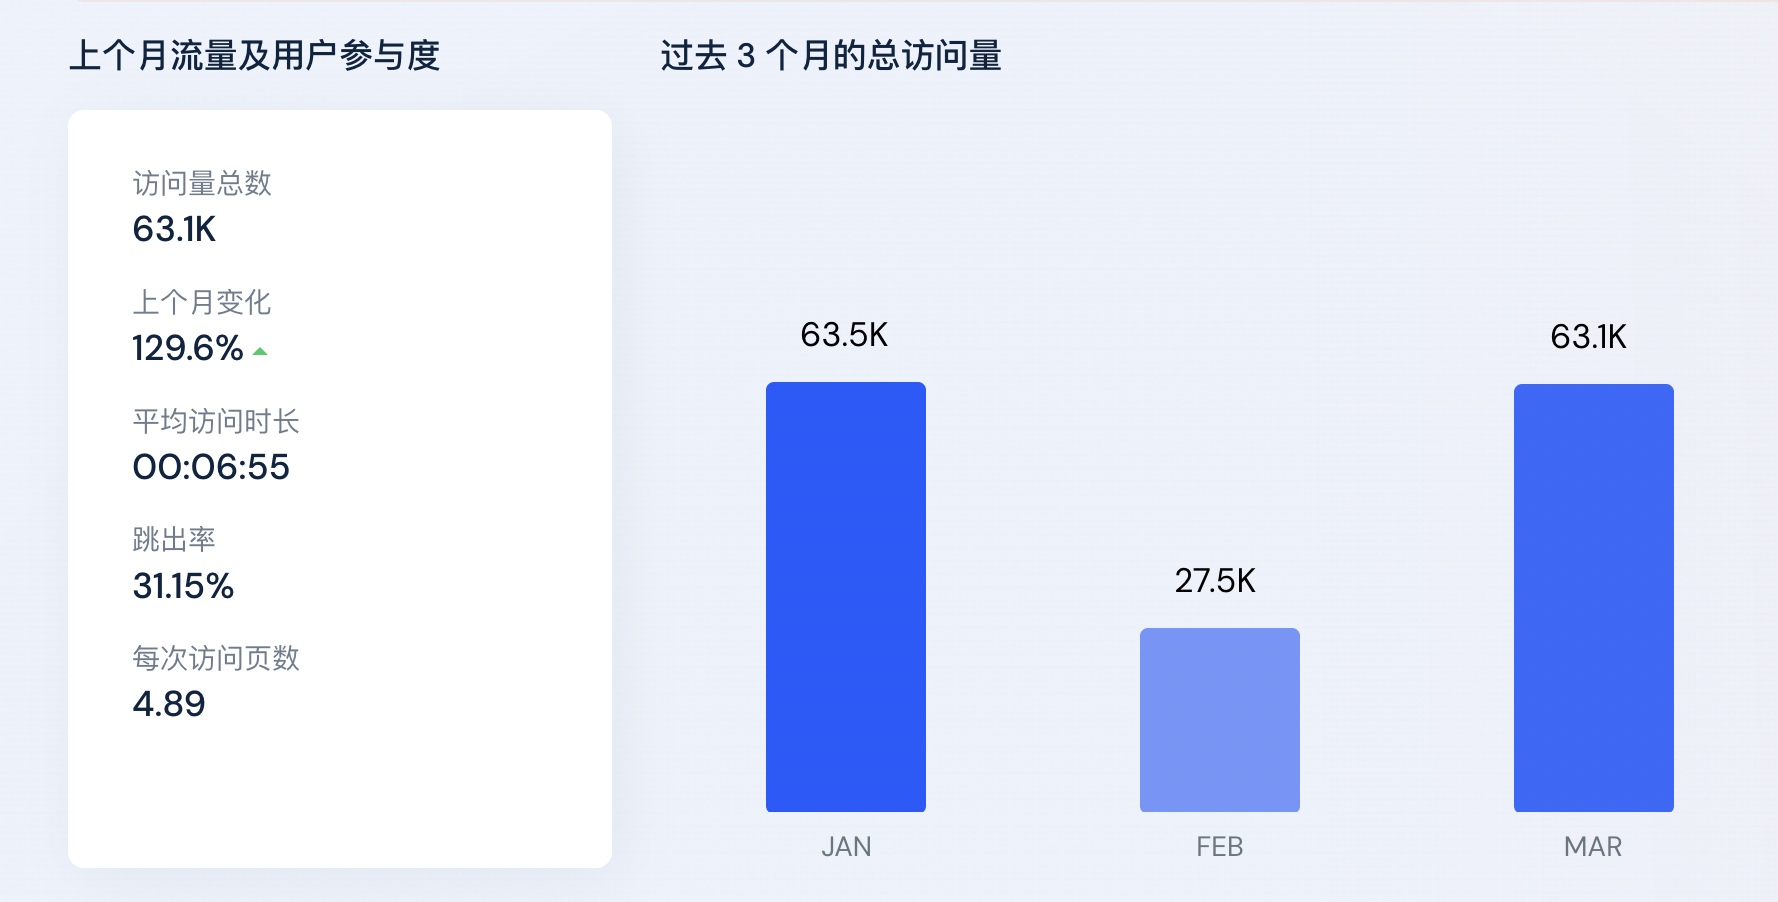 上个月流量及用户参与度
过去 3 个月的总访问量
访问量总数
63.1K
上个月变化
129.6%
平均访问时长
00:06:55
跳出率
31.15%
每次访问页数
4.89
63.5K
27.5K
63.1K
JAN
FEB
MAR